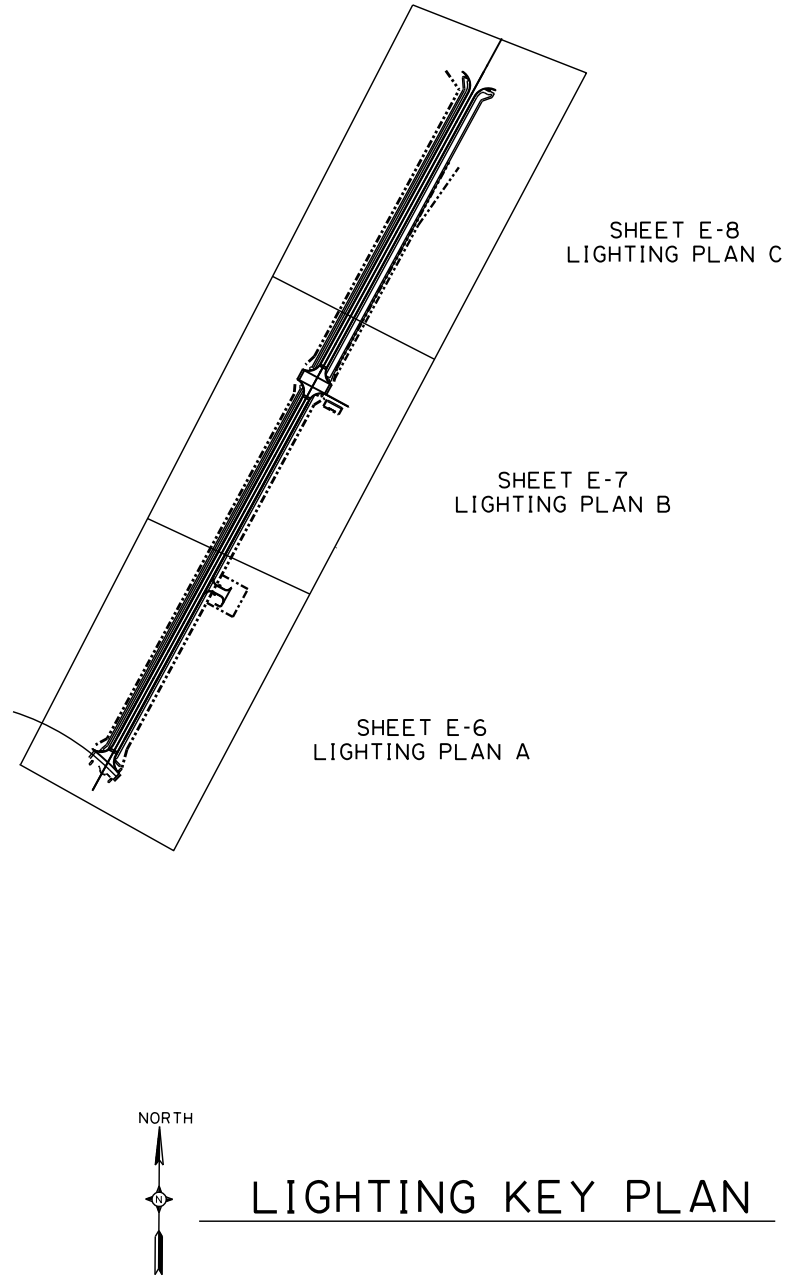 SHEET E-8
LIGHTING PLAN C
SHEET E-7
LIGHTING PLAN B
SHEET E-6
LIGHTING PLAN A
NORTH
N
LIGHTING KEY PLAN